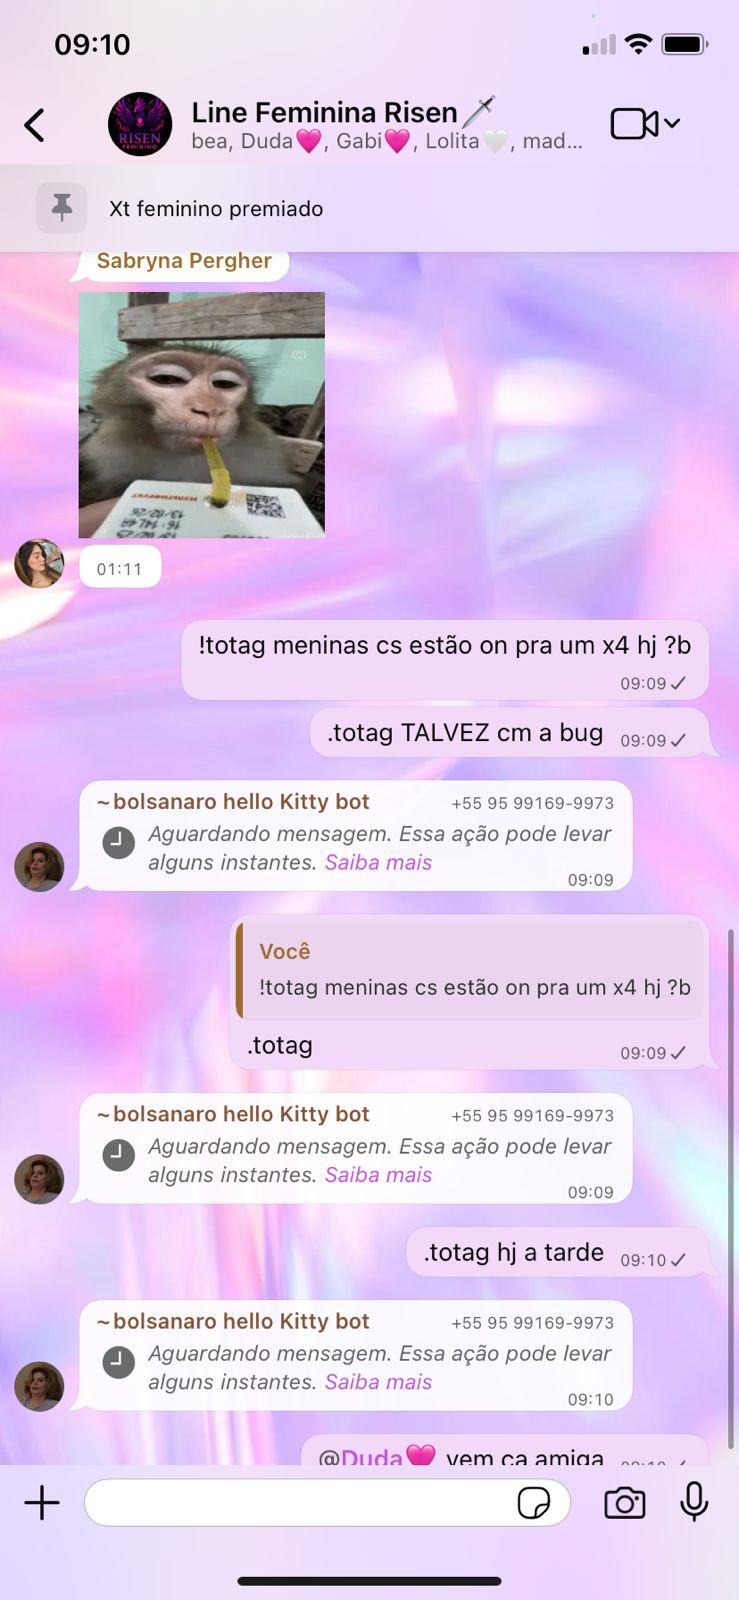 09:10
Line Feminina Risen🗡️
bea, Duda🩷, Gabi🩷, Lolita🤍, mad...
RISEN
FEMININO
Xt feminino premiado
Sabryna Pergher
13/02/26
01:11
!totag meninas cs estão on pra um x4 hj ?b
09:09
.totag TALVEZ cm a bug 09:09
~bolsanaro hello Kitty bot +55 95 99169-9973
Aguardando mensagem. Essa ação pode levar
alguns instantes. Saiba mais
09:09
Você
!totag meninas cs estão on pra um x4 hj ?b
.totag 09:09
~bolsanaro hello Kitty bot +55 95 99169-9973
Aguardando mensagem. Essa ação pode levar
alguns instantes. Saiba mais
09:09
.totag hj a tarde 09:10
~bolsanaro hello Kitty bot +55 95 99169-9973
Aguardando mensagem. Essa ação pode levar
alguns instantes. Saiba mais
09:10
@Duda🩷 vem ca amiga 09:10